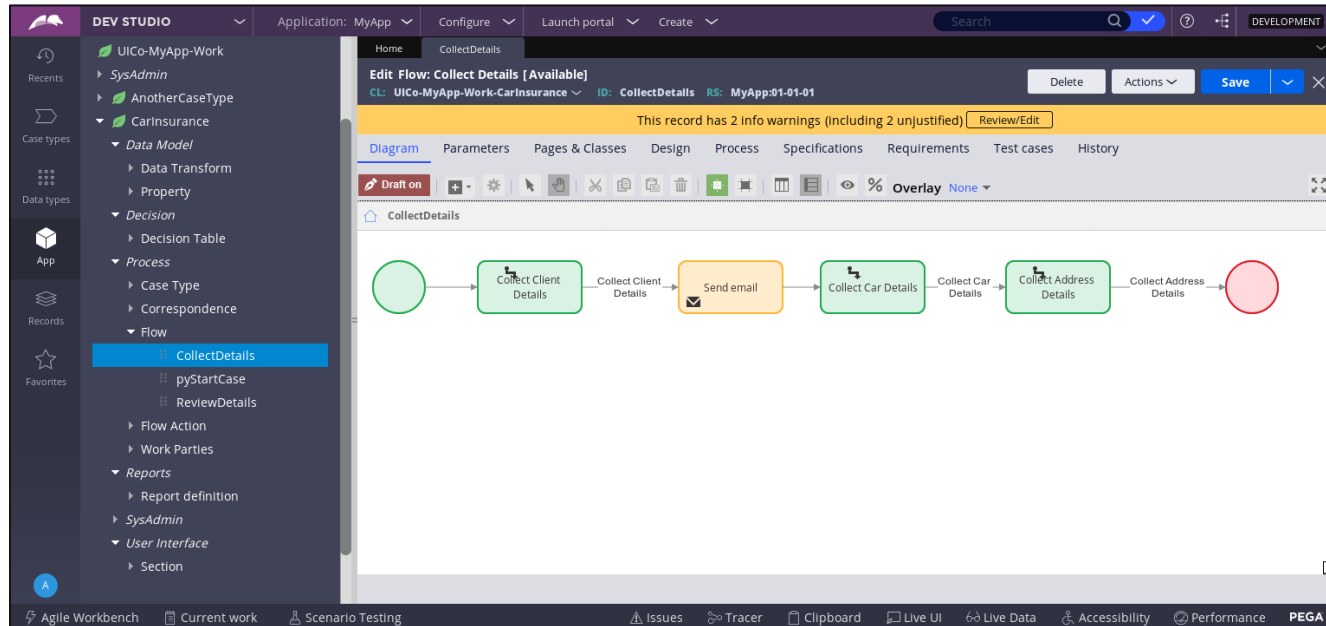 DEV STUDIO
Application: MyApp
Configure
Launch portal
Create
Search
DEVELOPMENT
Recents
Case types
Data types
App
Records
Favorites
A
UICo-MyApp-Work
SysAdmin
AnotherCaseType
CarInsurance
Data Model
Data Transform
Property
Decision
Decision Table
Process
Case Type
Correspondence
Flow
CollectDetails
pyStartCase
ReviewDetails
Flow Action
Work Parties
Reports
Report definition
SysAdmin
User Interface
Section
Home
CollectDetails
Edit Flow: Collect Details [Available]
CL: UICo-MyApp-Work-CarInsurance ID: CollectDetails RS: MyApp:01-01-01
Delete
Actions
Save
This record has 2 info warnings (including 2 unjustified) Review/Edit
Diagram Parameters Pages & Classes Design Process Specifications Requirements Test cases History
Draft on
Overlay None
CollectDetails
Collect Client
Details
Collect Client
Details
Send email
Collect Car Details
Collect Car
Details
Collect Address
Details
Collect Address
Details
Agile Workbench
Current work
Scenario Testing
Issues
Tracer
Clipboard
Live UI
Live Data
Accessibility
Performance
PEGA